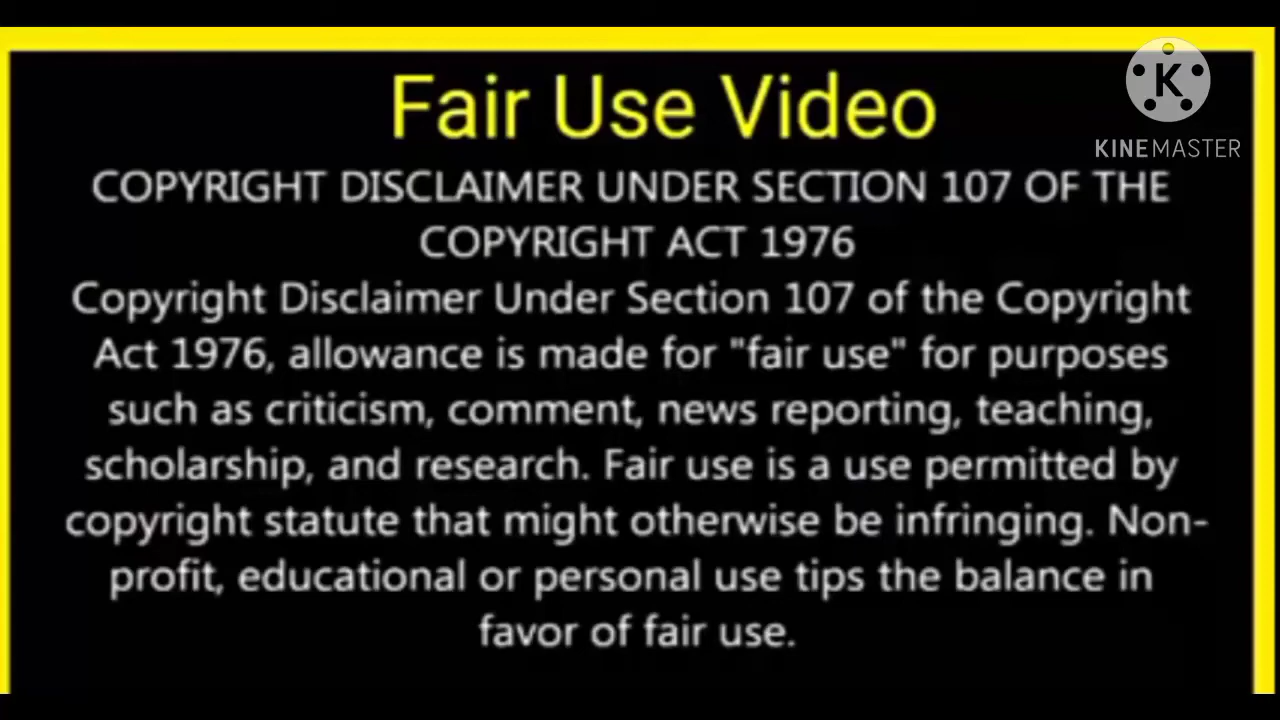 Fair Use Video
K
KINEMASTER
COPYRIGHT DISCLAIMER UNDER SECTION 107 OF THE
COPYRIGHT ACT 1976
Copyright Disclaimer Under Section 107 of the Copyright
Act 1976, allowance is made for "fair use" for purposes
such as criticism, comment, news reporting, teaching,
scholarship, and research. Fair use is a use permitted by
copyright statute that might otherwise be infringing. Non-
profit, educational or personal use tips the balance in
favor of fair use.